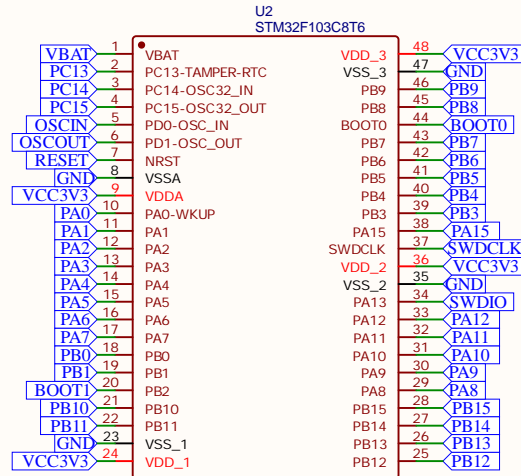 U2
STM32F103C8T6
VBAT 1 VBAT VDD_3 48 VCC3V3
PC13 2 PC13-TAMPER-RTC VSS_3 47 GND
PC14 3 PC14-OSC32_IN PB9 46 PB9
PC15 4 PC15-OSC32_OUT PB8 45 PB8
OSCIN 5 PD0-OSC_IN BOOT0 44 BOOT0
OSCOUT 6 PD1-OSC_OUT PB7 43 PB7
RESET 7 NRST PB6 42 PB6
GND 8 VSSA PB5 41 PB5
VCC3V3 9 VDDA PB4 40 PB4
PA0 10 PA0-WKUP PB3 39 PB3
PA1 11 PA1 PA15 38 PA15
PA2 12 PA2 SWDCLK 37 SWDCLK
PA3 13 PA3 VDD_2 36 VCC3V3
PA4 14 PA4 VSS_2 35 GND
PA5 15 PA5 PA13 34 SWDIO
PA6 16 PA6 PA12 33 PA12
PA7 17 PA7 PA11 32 PA11
PB0 18 PB0 PA10 31 PA10
PB1 19 PB1 PA9 30 PA9
BOOT1 20 PB2 PA8 29 PA8
PB10 21 PB10 PB15 28 PB15
PB11 22 PB11 PB14 27 PB14
GND 23 VSS_1 PB13 26 PB13
VCC3V3 24 VDD_1 PB12 25 PB12